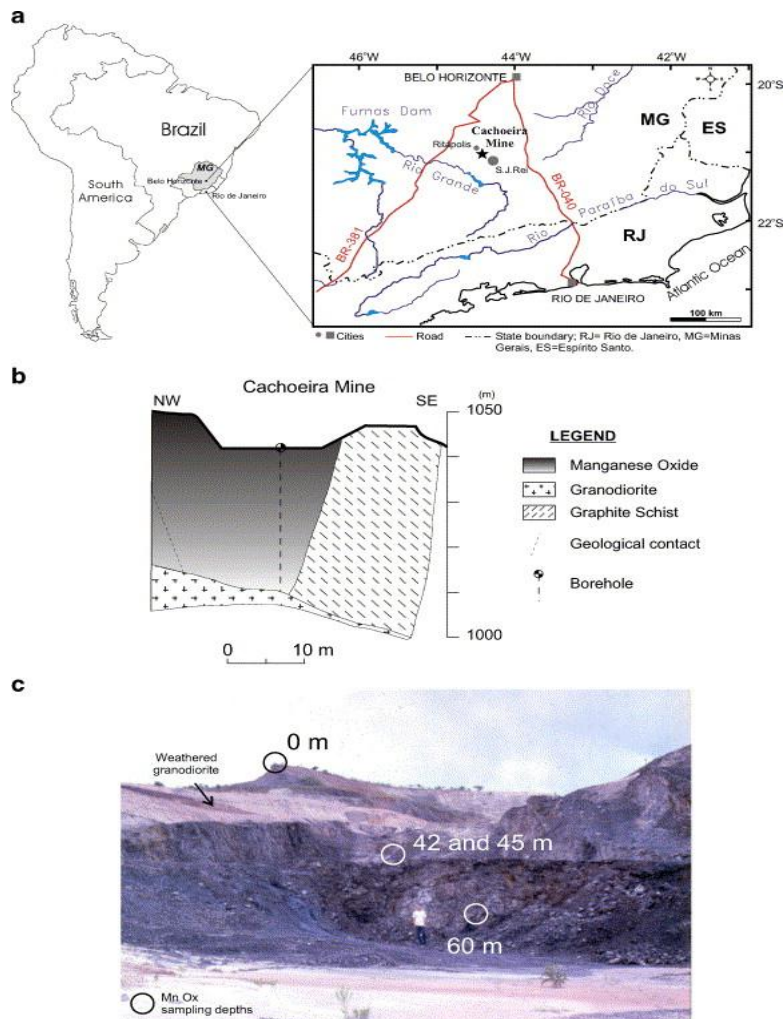 a
46°W 44°W 42°W
BELO HORIZONTE
20°S
Brazil
Furnas Dam
Rio Doce
MG
ES
Cachoeira
Mine
Ritápolis
S.J.Rei
MG
Belo Horizonte
South
America
Rio de Janeiro
Rio Grande
BR-040
BR-381
Rio Paraíba do Sul
22°S
RJ
Atlantic Ocean
RIO DE JANEIRO
100 km
Cities Road State boundary; RJ= Rio de Janeiro, MG=Minas
Gerais, ES=Espírito Santo.
b
Cachoeira Mine
NW SE (m)
1050
LEGEND
Manganese Oxide
Granodiorite
Graphite Schist
Geological contact
Borehole
1000
0 10 m
c
0 m
Weathered
granodiorite
42 and 45 m
60 m
Mn Ox
sampling depths